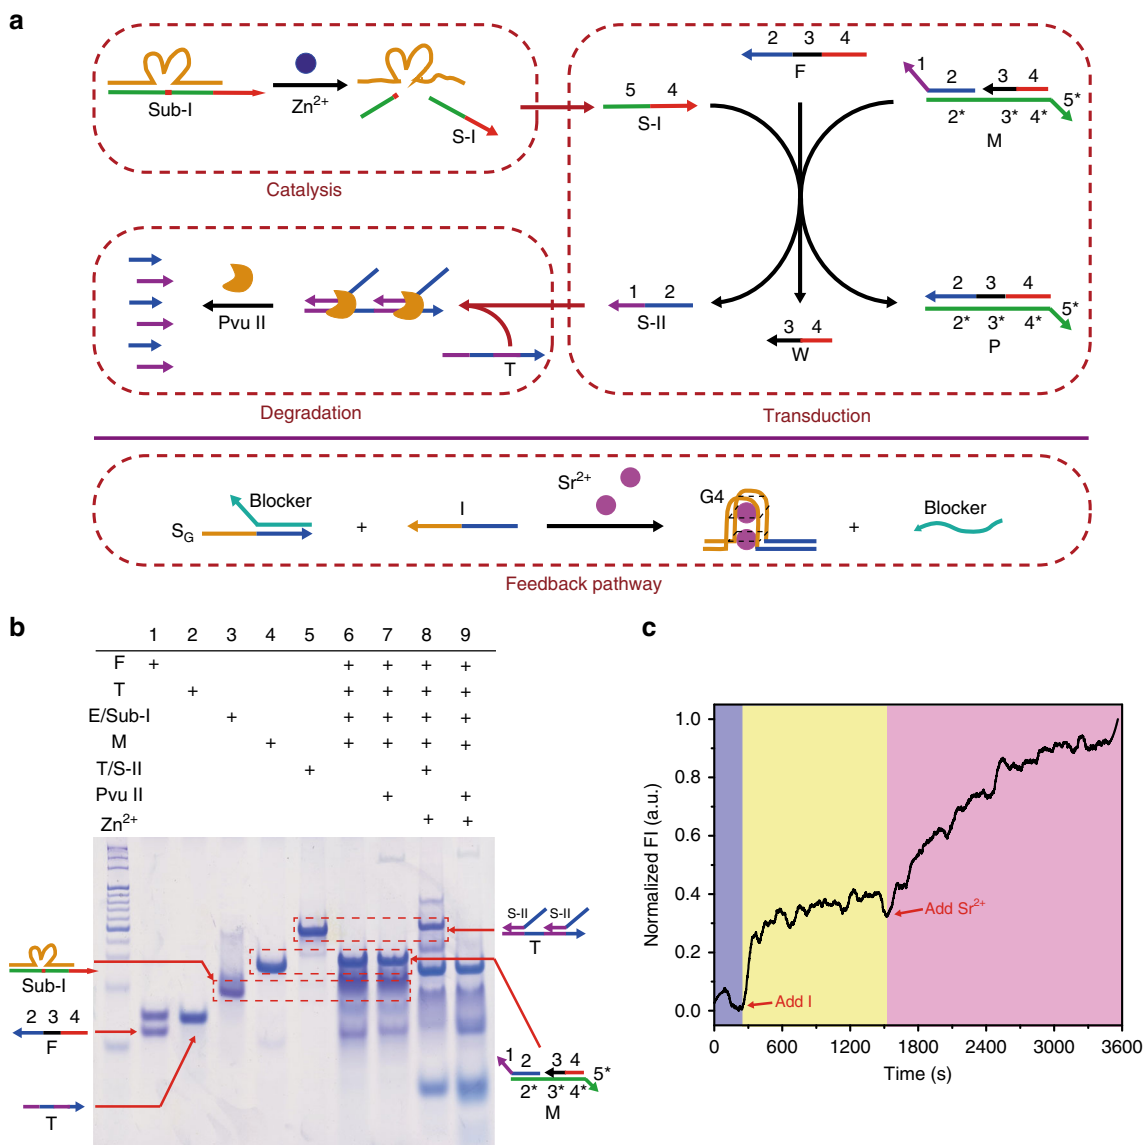 a
2 3 4
F
1 2 3 4 5*
2* 3* 4*
M
Sub-I
Zn2+
S-I
5 4
S-I
Catalysis
Pvu II
T
1 2
S-II
3 4
W
2 3 4 5*
2* 3* 4*
P
Degradation
Transduction
Blocker
SG
+
I
Sr2+
G4
+
Blocker
Feedback pathway
b
1 2 3 4 5 6 7 8 9
F + + + + +
T + + + + +
E/Sub-I + + + + +
M + + + + +
T/S-II + +
Pvu II + +
Zn2+ + +
Sub-I
2 3 4
F
T
S-II S-II
T
1 2 3 4 5*
2* 3* 4*
M
c
Normalized FI (a.u.)
1.0
0.8
0.6
0.4
0.2
0.0
Add Sr2+
Add I
0 600 1200 1800 2400 3000 3600
Time (s)